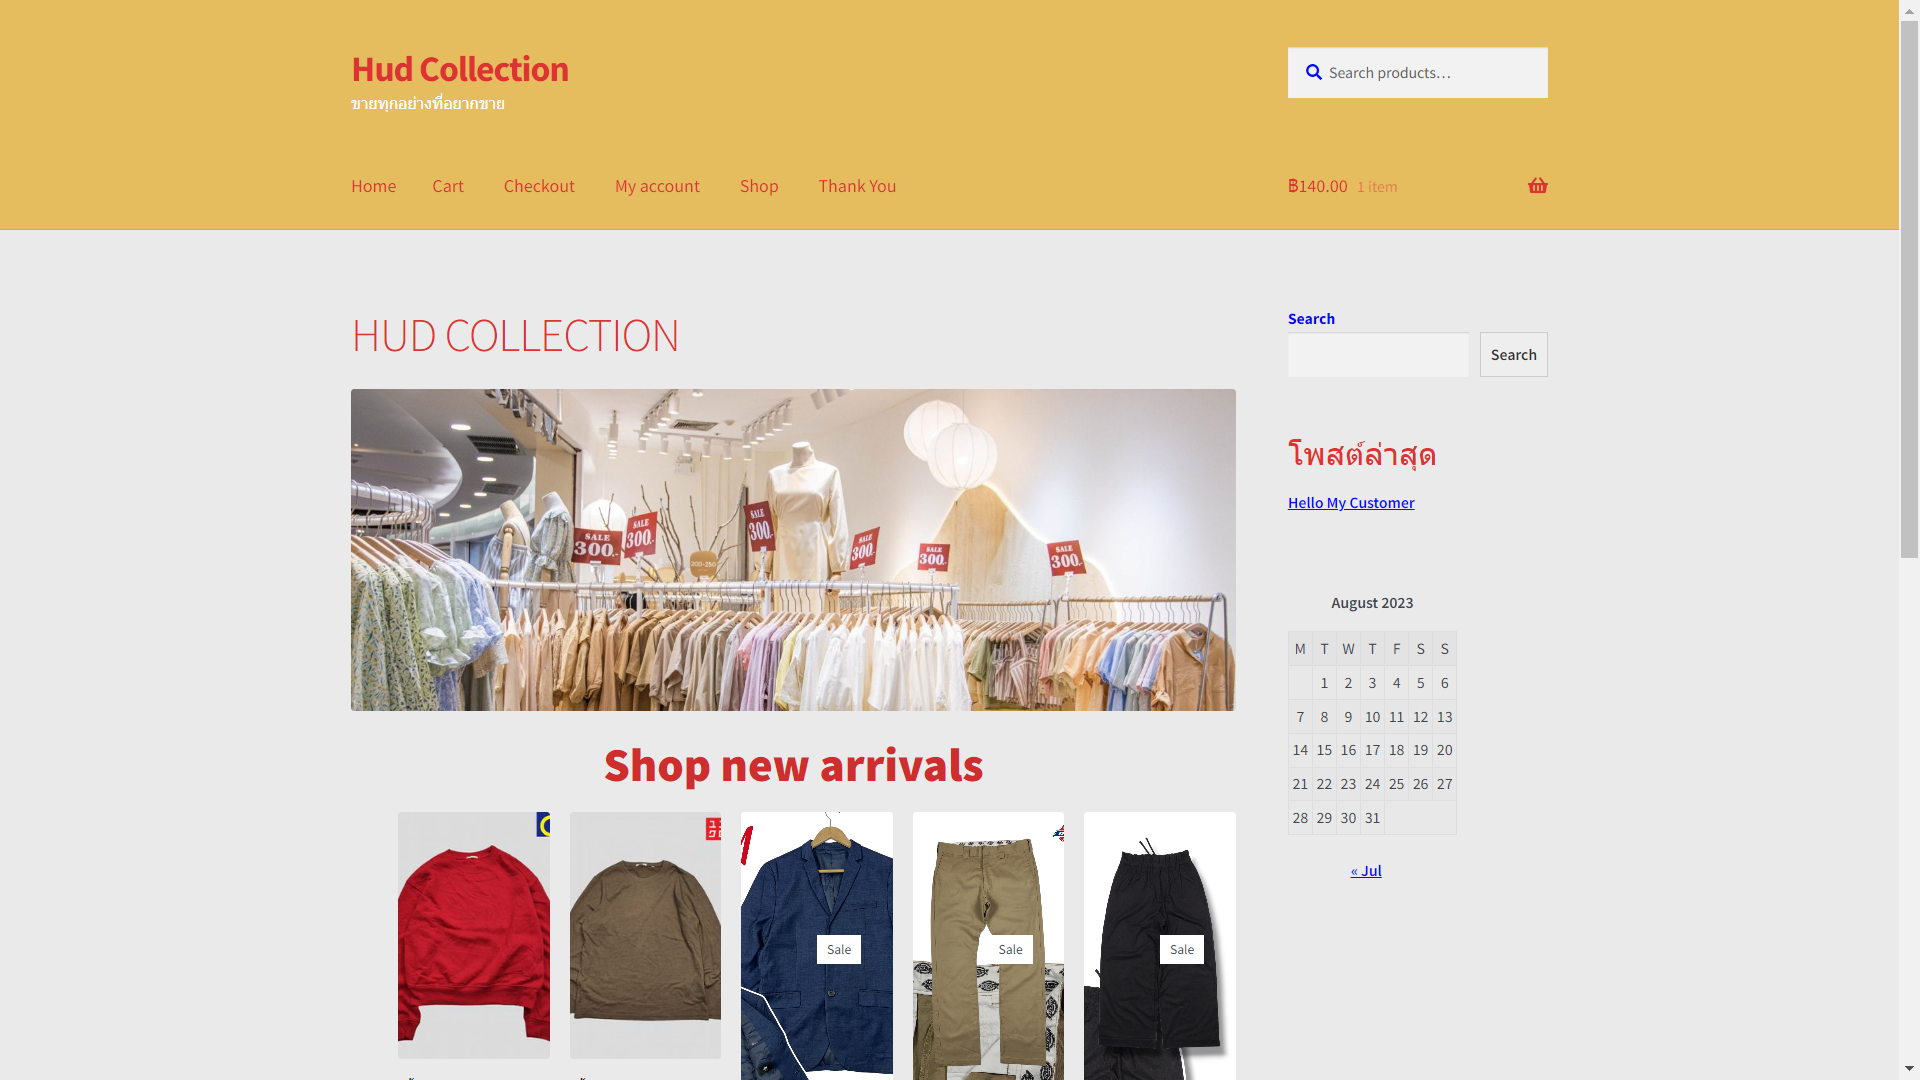 Hud Collection
ขายทุกอย่างที่อยากขาย
Search products…
Home Cart Checkout My account Shop Thank You
฿140.00 1 item
HUD COLLECTION
SALE 300.-
SALE 300.-
SALE 300.-
SALE 300.-
SALE 300.-
SALE 300.-
200-250
Shop new arrivals
Sale
Sale
Sale
Search
Search
โพสต์ล่าสุด
Hello My Customer
August 2023
M T W T F S S
1 2 3 4 5 6
7 8 9 10 11 12 13
14 15 16 17 18 19 20
21 22 23 24 25 26 27
28 29 30 31
« Jul